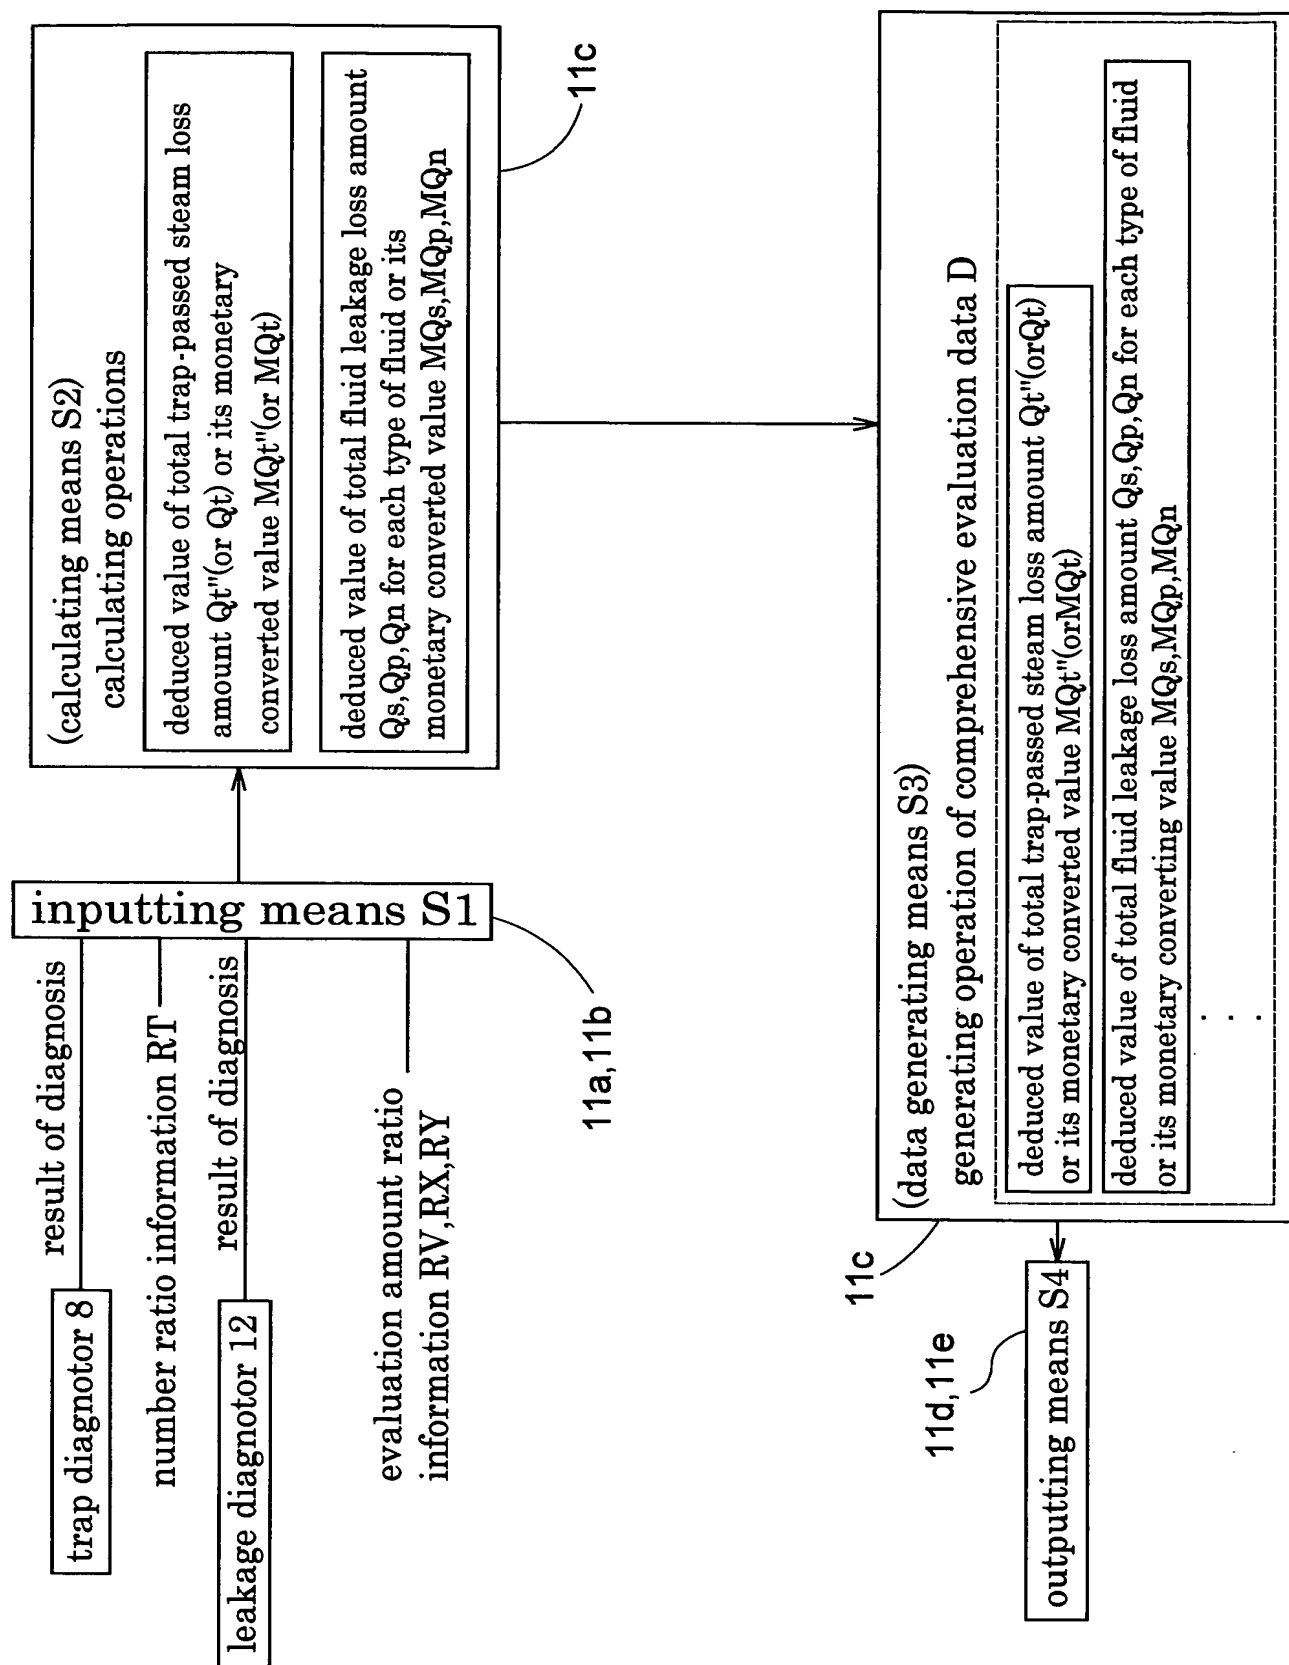 trap diagnotor 8
result of diagnosis
number ratio information RT
leakage diagnotor 12
result of diagnosis
evaluation amount ratio
information RV,RX,RY
inputting means S1
11a,11b
(calculating means S2)
calculating operations
deduced value of total trap-passed steam loss
amount Qt"(or Qt) or its monetary
converted value MQt"(or MQt)
deduced value of total fluid leakage loss amount
Qs,Qp,Qn for each type of fluid or its
monetary converted value MQs,MQp,MQn
11c
(data generating means S3)
generating operation of comprehensive evaluation data D
deduced value of total trap-passed steam loss amount Qt"(orQt)
or its monetary converted value MQt"(orMQt)
deduced value of total fluid leakage loss amount Qs,Qp,Qn for each type of fluid
or its monetary converting value MQs,MQp,MQn
. . .
11c
outputting means S4
11d,11e